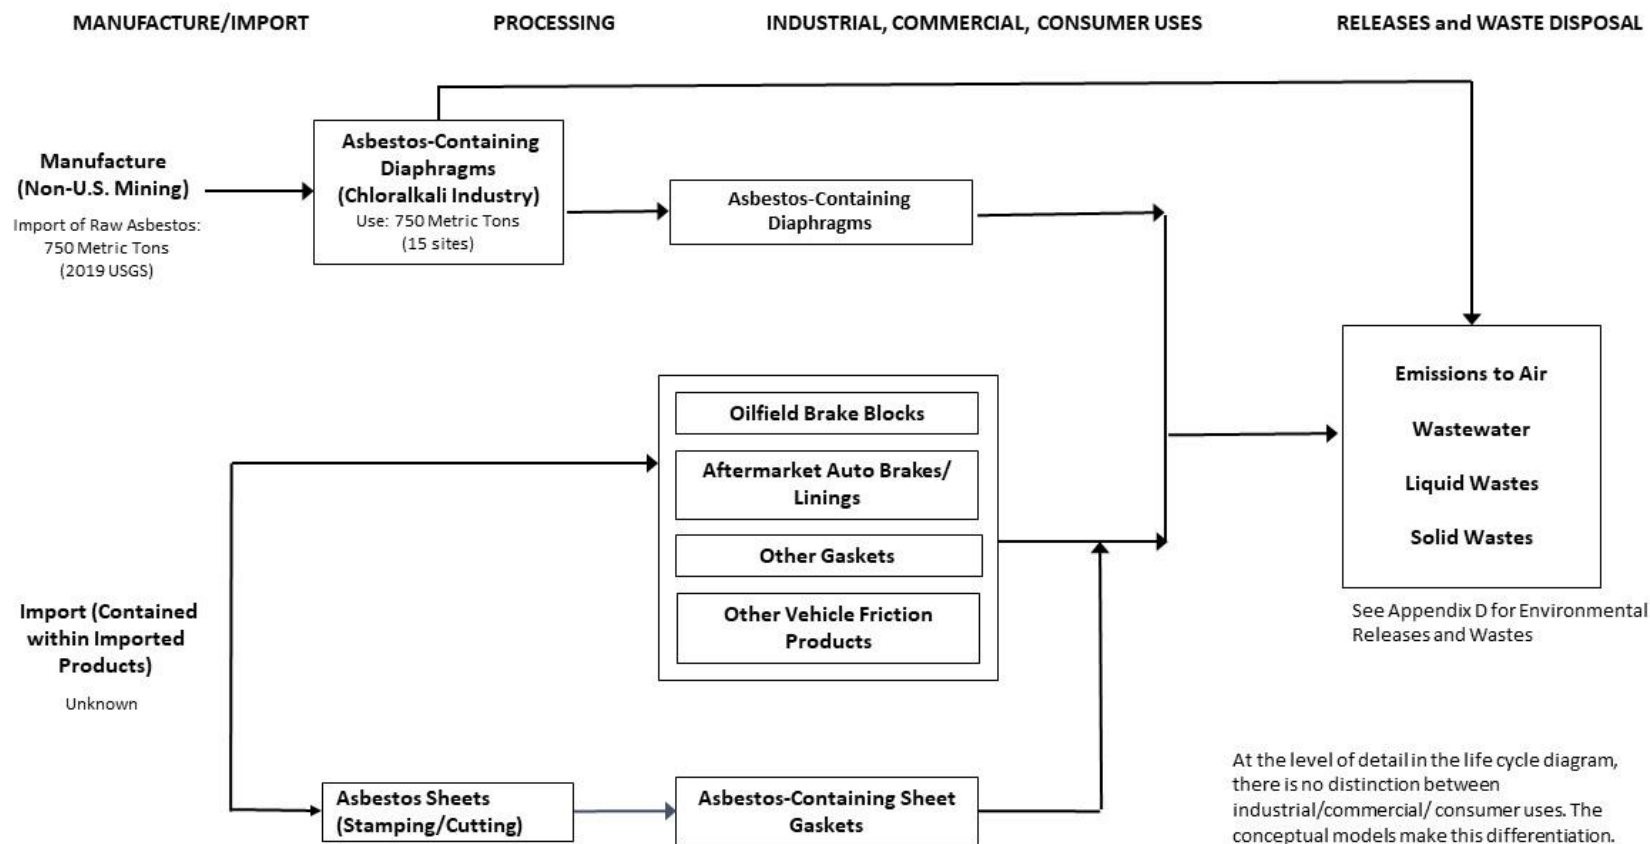 MANUFACTURE/IMPORT
PROCESSING
INDUSTRIAL, COMMERCIAL, CONSUMER USES
RELEASES and WASTE DISPOSAL
Manufacture
(Non-U.S. Mining)
Import of Raw Asbestos:
750 Metric Tons
(2019 USGS)
Asbestos-Containing
Diaphragms
(Chloralkali Industry)
Use: 750 Metric Tons
(15 sites)
Asbestos-Containing
Diaphragms
Oilfield Brake Blocks
Aftermarket Auto Brakes/
Linings
Other Gaskets
Other Vehicle Friction
Products
Import (Contained
within Imported
Products)
Unknown
Asbestos Sheets
(Stamping/Cutting)
Asbestos-Containing Sheet
Gaskets
Emissions to Air
Wastewater
Liquid Wastes
Solid Wastes
See Appendix D for Environmental
Releases and Wastes
At the level of detail in the life cycle diagram,
there is no distinction between
industrial/commercial/ consumer uses. The
conceptual models make this differentiation.